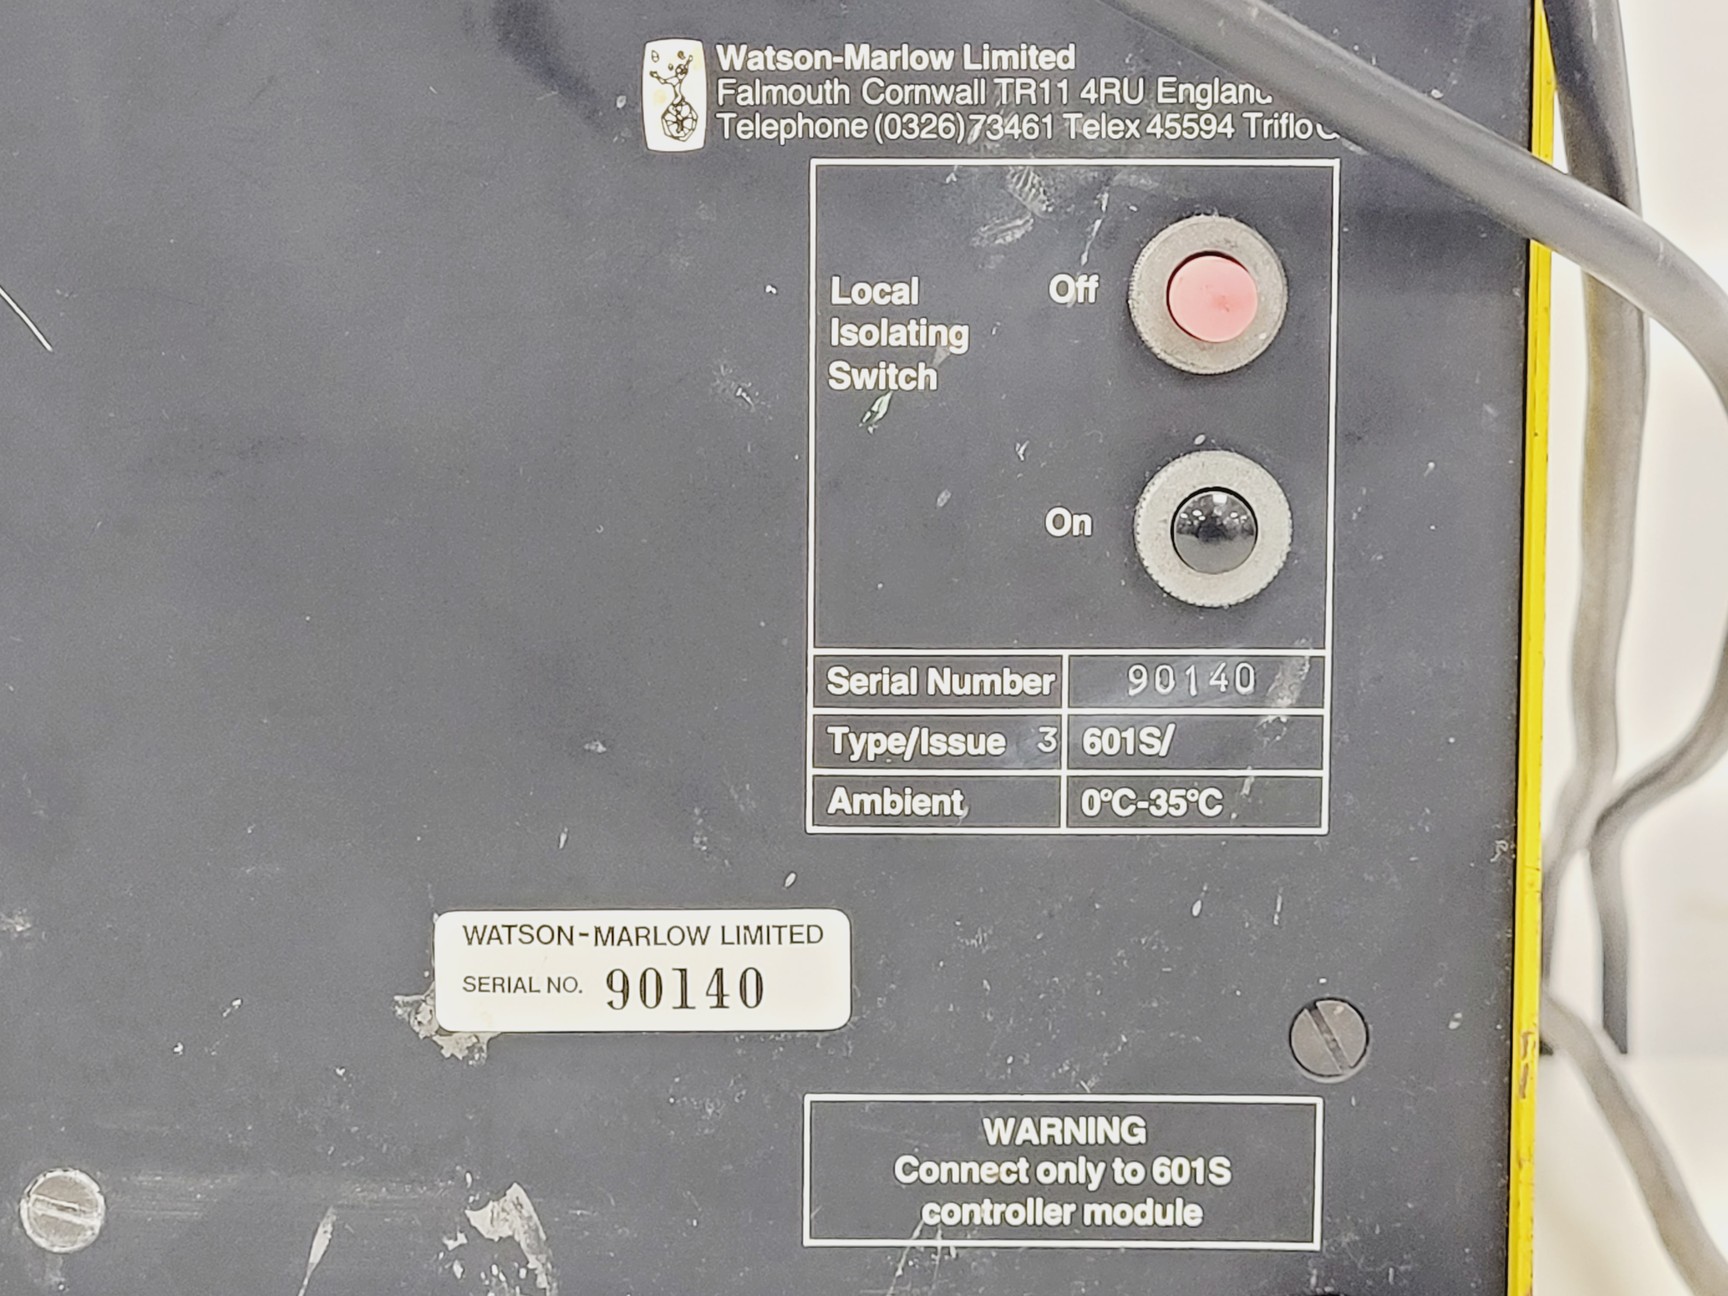 Watson-Marlow Limited
Falmouth Cornwall TR11 4RU England
Telephone (0326) 73461 Telex 45594 Triflo
Local Off
Isolating
Switch
On
Serial Number 90140
Type/Issue 3 601S/
Ambient 0°C-35°C
WATSON-MARLOW LIMITED
SERIAL NO. 90140
WARNING
Connect only to 601S
controller module